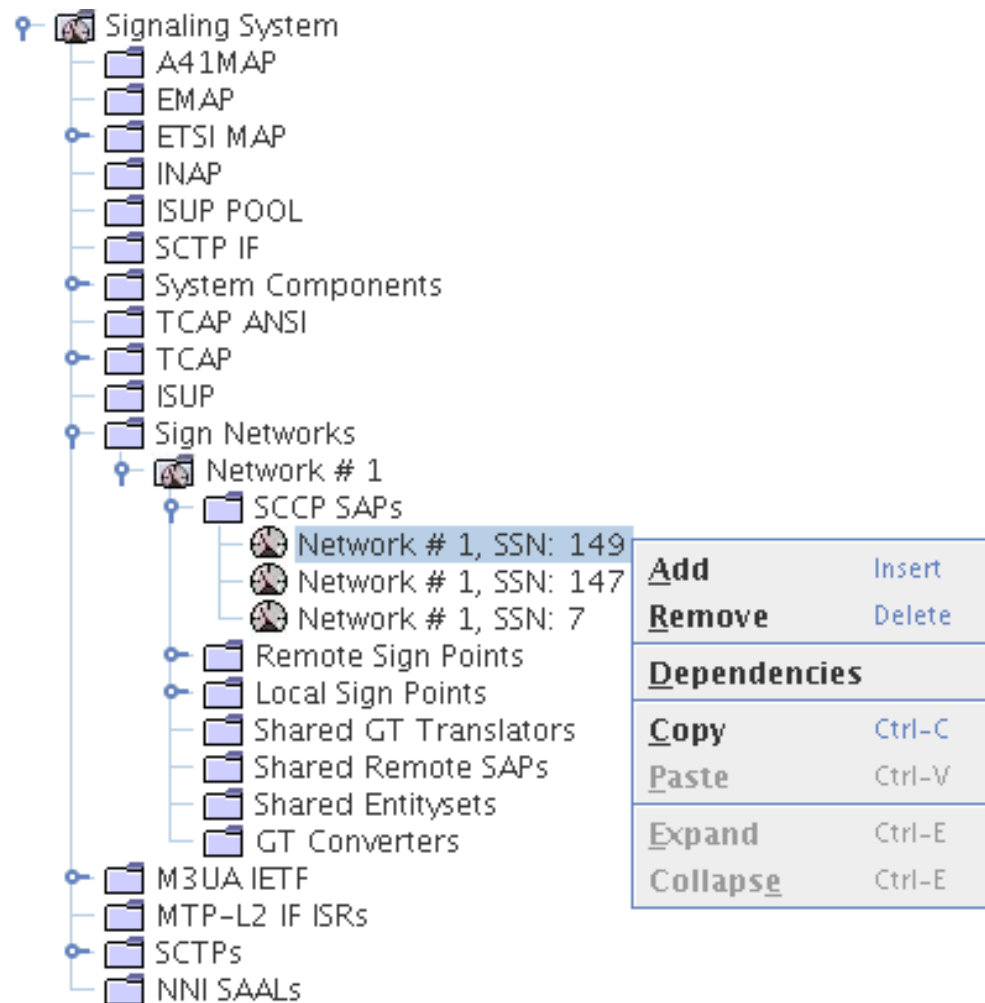 Signaling System
A41MAP
EMAP
ETSI MAP
INAP
ISUP POOL
SCTP IF
System Components
TCAP ANSI
TCAP
ISUP
Sign Networks
Network # 1
SCCP SAPs
Network # 1, SSN: 149
Network # 1, SSN: 147
Network # 1, SSN: 7
Remote Sign Points
Local Sign Points
Shared GT Translators
Shared Remote SAPs
Shared Entitysets
GT Converters
M3UA IETF
MTP-L2 IF ISRs
SCTPs
NNI SAALs
Add Insert
Remove Delete
Dependencies
Copy Ctrl-C
Paste Ctrl-V
Expand Ctrl-E
Collapse Ctrl-E